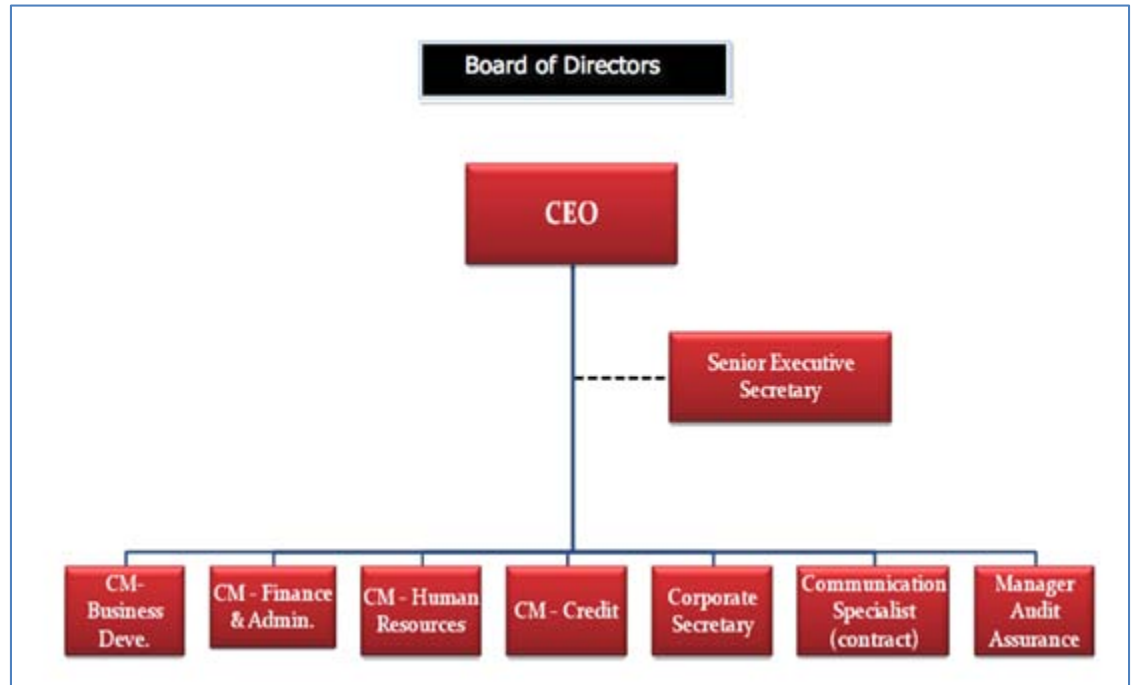 Board of Directors
CEO
Senior Executive
Secretary
CM-
Business
Deve.
CM - Finance
& Admin.
CM - Human
Resources
CM - Credit
Corporate
Secretary
Communication
Specialist
(contract)
Manager
Audit
Assurance